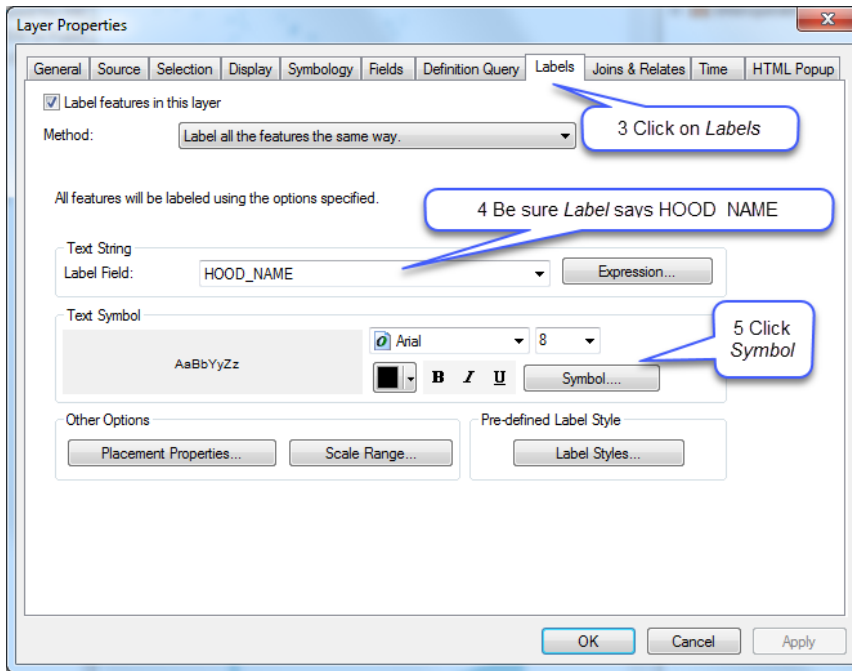 Layer Properties
General Source Selection Display Symbology Fields Definition Query Labels Joins & Relates Time HTML Popup
Label features in this layer
Method: Label all the features the same way.
3 Click on Labels
All features will be labeled using the options specified.
4 Be sure Label says HOOD_NAME
Text String
Label Field: HOOD_NAME Expression...
Text Symbol
AaBbYyZz
O Arial 8
B I U Symbol....
5 Click
Symbol
Other Options
Placement Properties... Scale Range...
Pre-defined Label Style
Label Styles...
OK Cancel Apply